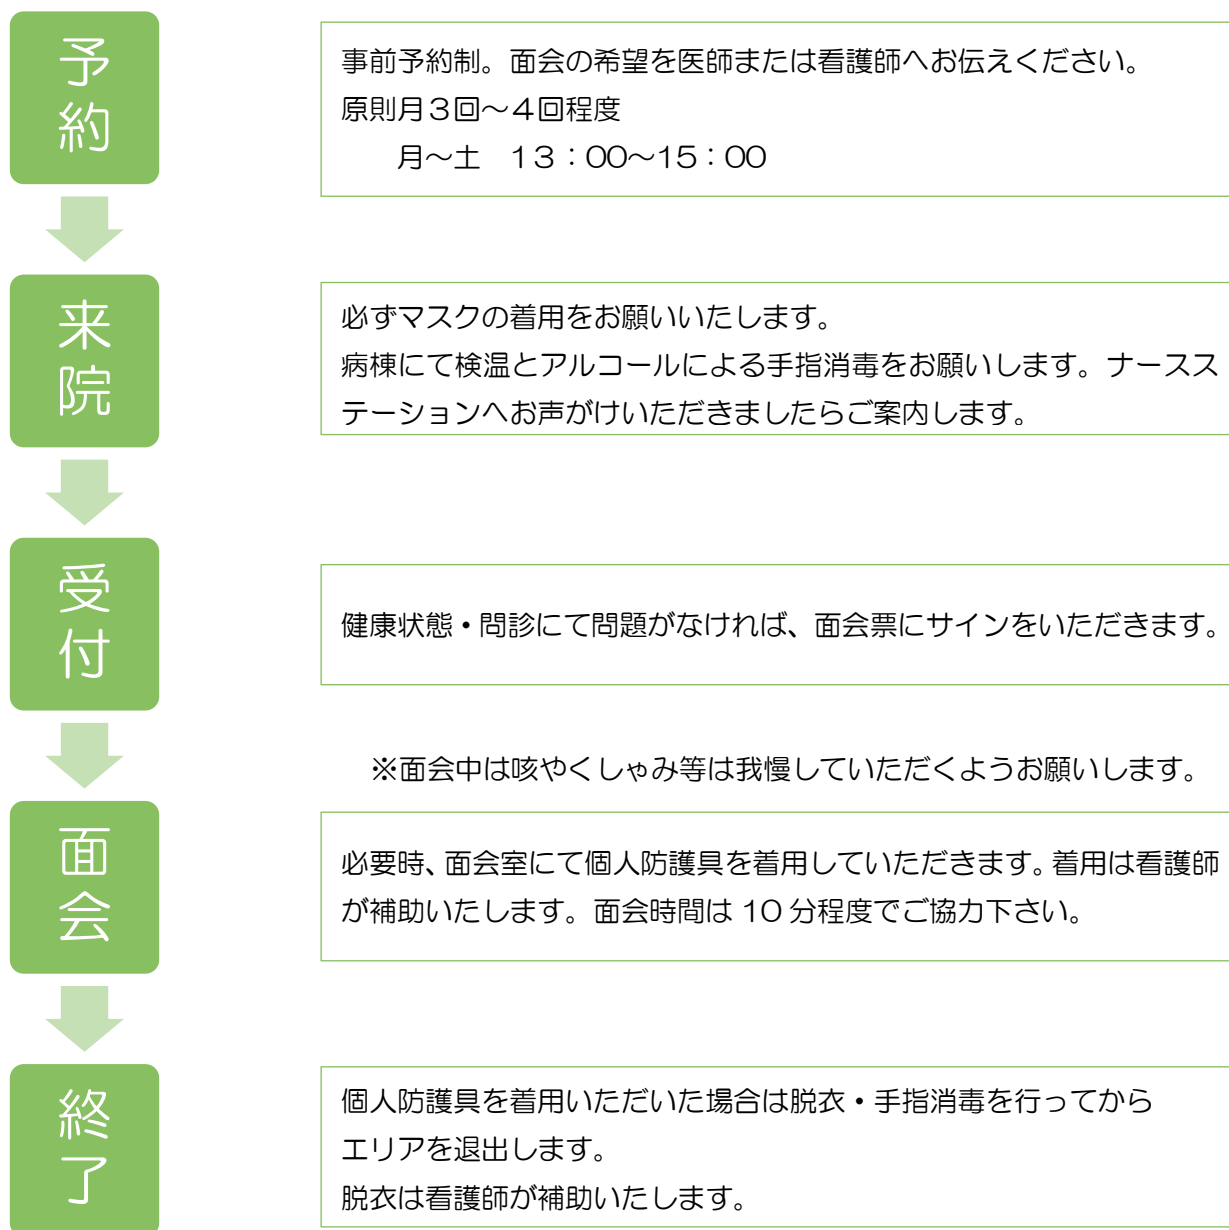 予約
事前予約制。面会の希望を医師または看護師へお伝えください。
原則月３回～４回程度
月～土　１３：００～１５：００
来院
必ずマスクの着用をお願いいたします。
病棟にて検温とアルコールによる手指消毒をお願いします。ナースス
テーションへお声がけいただきましたらご案内します。
受付
健康状態・問診にて問題がなければ、面会票にサインをいただきます。
※面会中は咳やくしゃみ等は我慢していただくようお願いします。
面会
必要時、面会室にて個人防護具を着用していただきます。着用は看護師
が補助いたします。面会時間は 10 分程度でご協力下さい。
終了
個人防護具を着用いただいた場合は脱衣・手指消毒を行ってから
エリアを退出します。
脱衣は看護師が補助いたします。